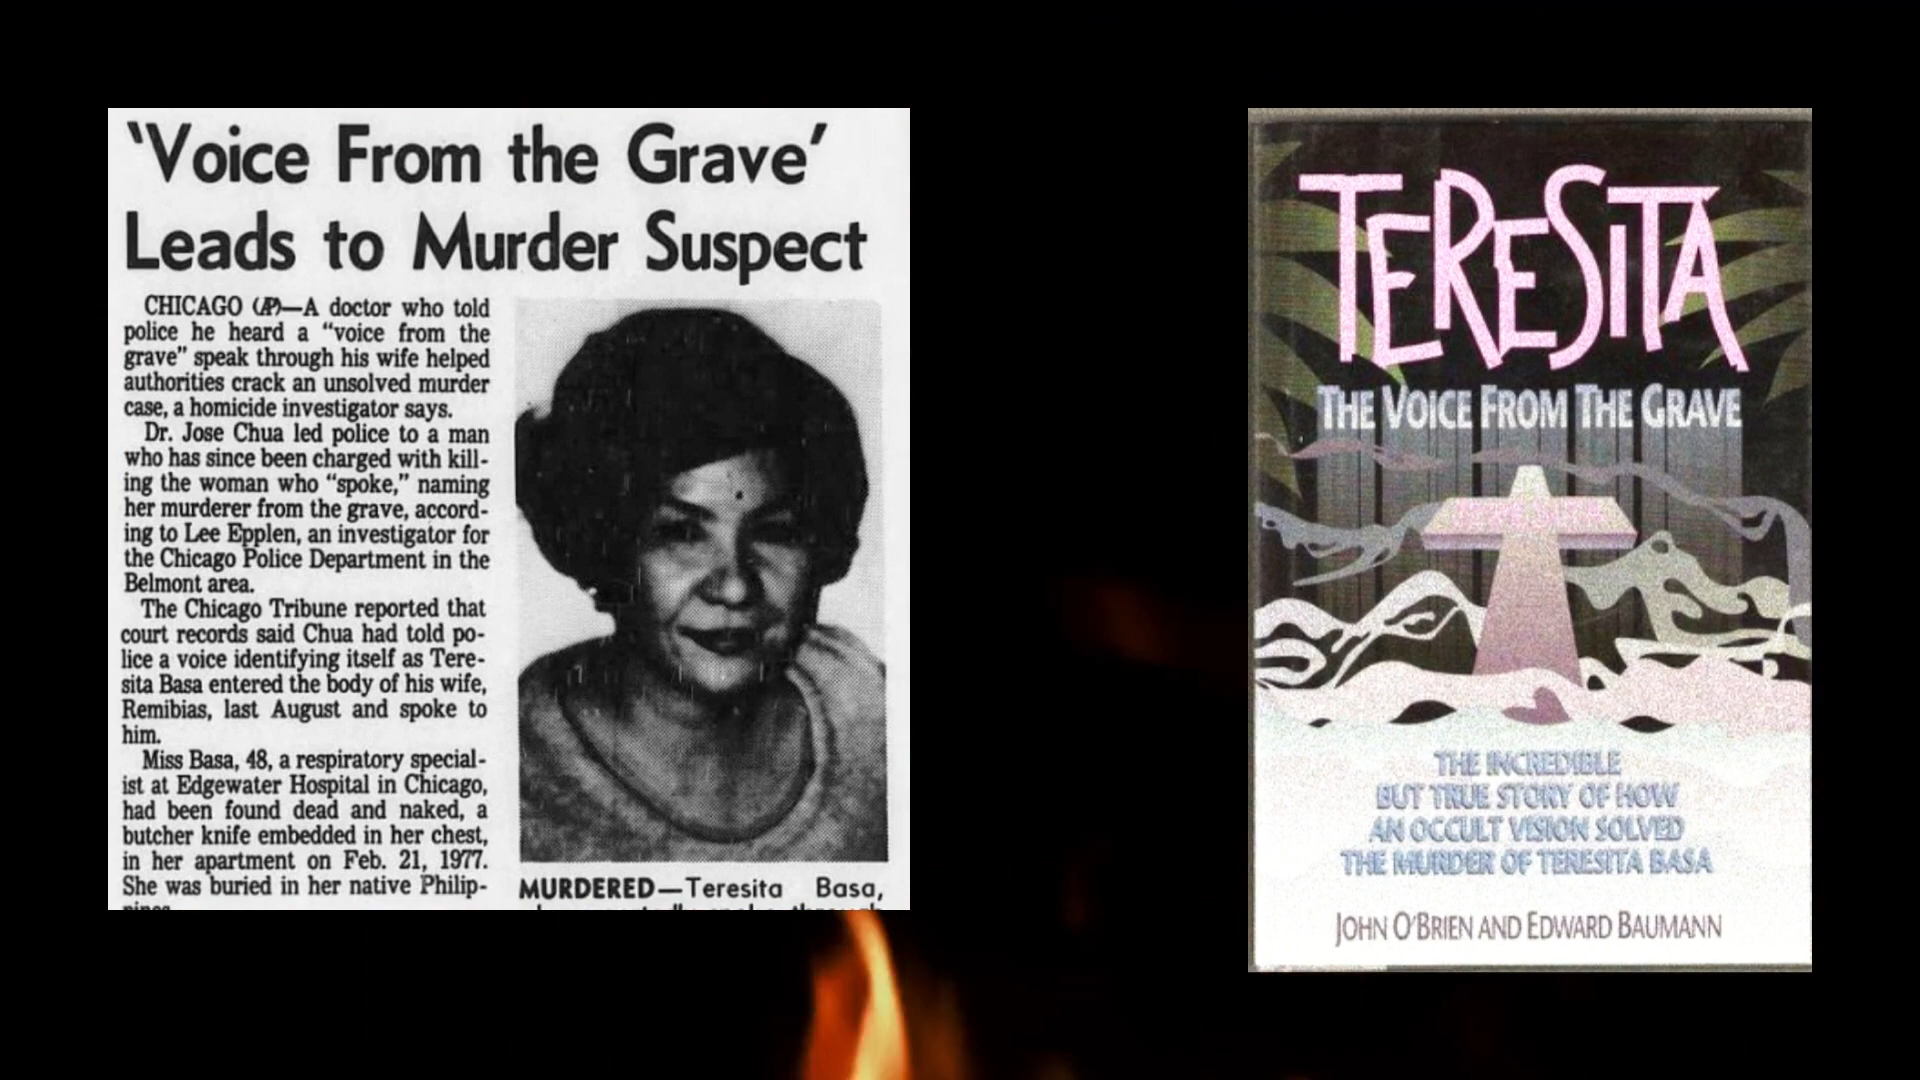 ‘Voice From the Grave’
Leads to Murder Suspect
CHICAGO (AP)—A doctor who told
police he heard a “voice from the
grave” speak through his wife helped
authorities crack an unsolved murder
case, a homicide investigator says.
Dr. Jose Chua led police to a man
who has since been charged with kill-
ing the woman who “spoke,” naming
her murderer from the grave, accord-
ing to Lee Epplen, an investigator for
the Chicago Police Department in the
Belmont area.
The Chicago Tribune reported that
court records said Chua had told po-
lice a voice identifying itself as Tere-
sita Basa entered the body of his wife,
Remibias, last August and spoke to
him.
Miss Basa, 48, a respiratory special-
ist at Edgewater Hospital in Chicago,
had been found dead and naked, a
butcher knife embedded in her chest,
in her apartment on Feb. 21, 1977.
She was buried in her native Philip-
pines.
MURDERED—Teresita Basa,
TERESITA
THE VOICE FROM THE GRAVE
THE INCREDIBLE
BUT TRUE STORY OF HOW
AN OCCULT VISION SOLVED
THE MURDER OF TERESITA BASA
JOHN O'BRIEN AND EDWARD BAUMANN